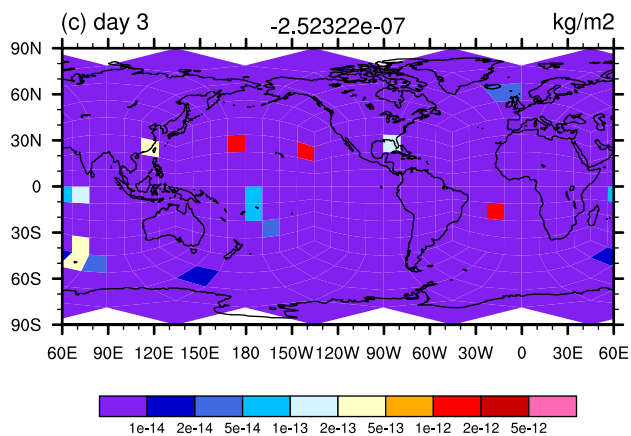 (c) day 3 -2.52322e-07 kg/m2
90N
60N
30N
0
30S
60S
90S
60E 90E 120E 150E 180 150W 120W 90W 60W 30W 0 30E 60E
1e-14 2e-14 5e-14 1e-13 2e-13 5e-13 1e-12 2e-12 5e-12